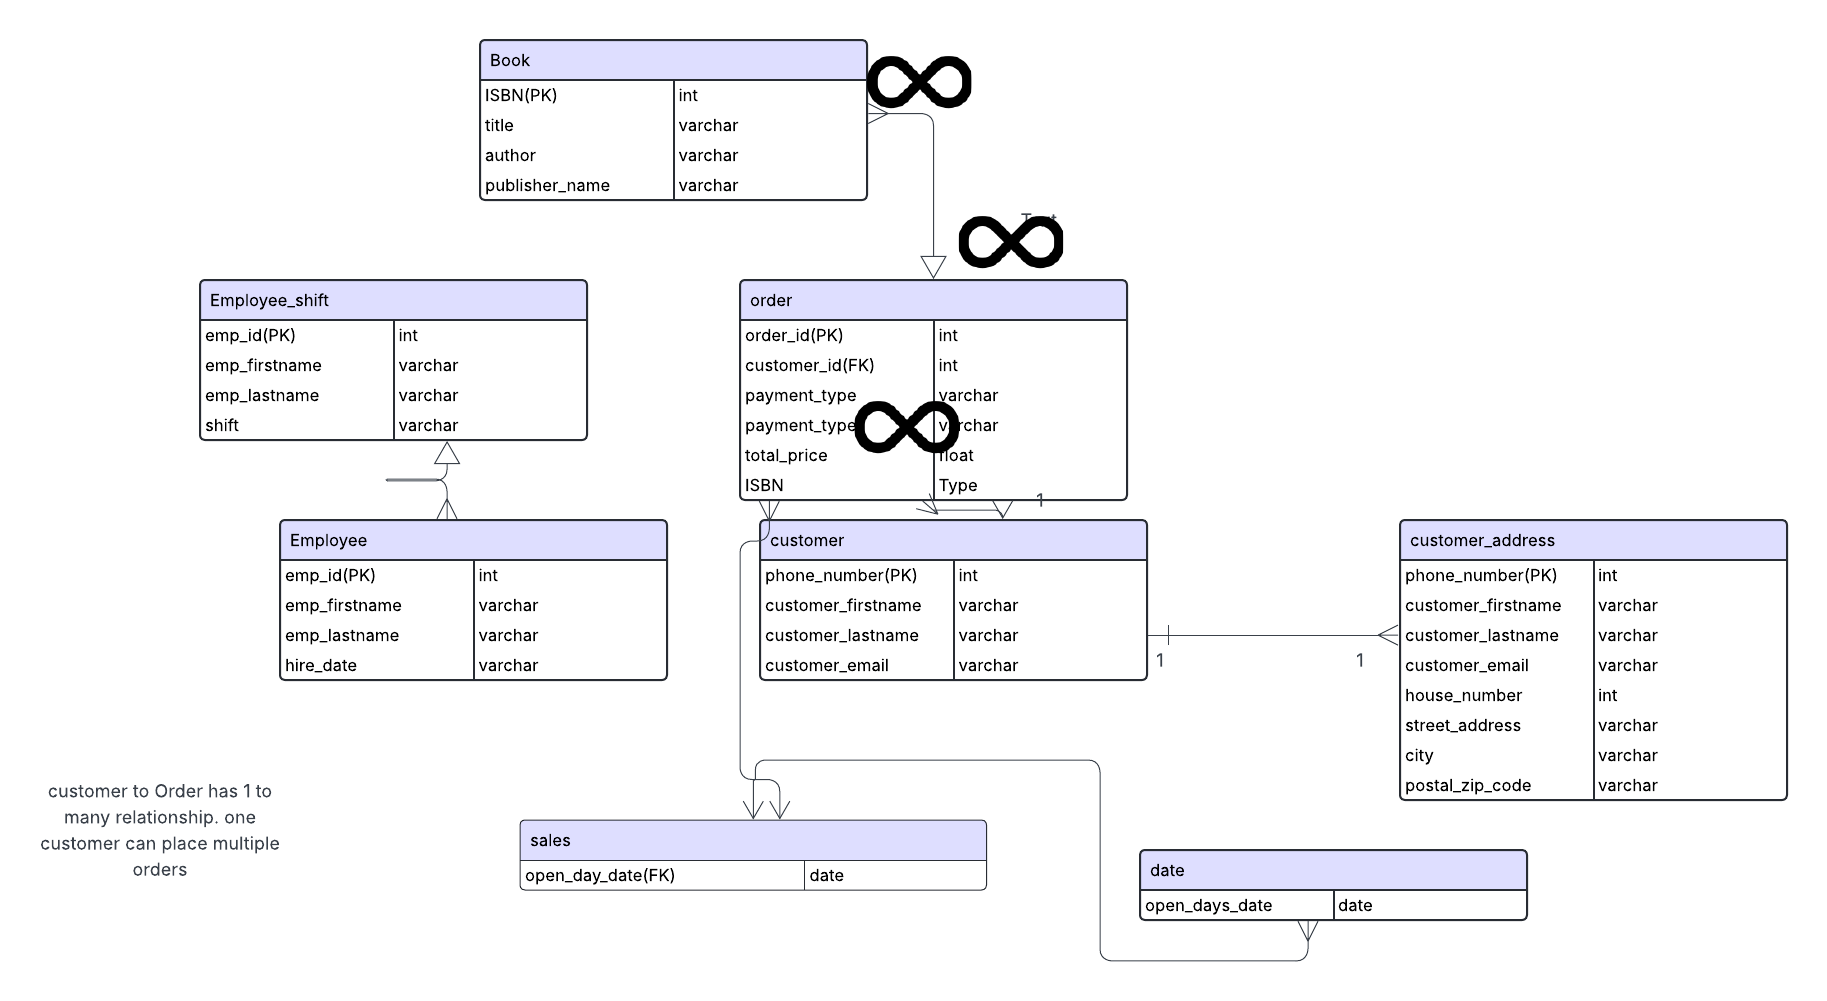 Book
ISBN(PK) int
title varchar
author varchar
publisher_name varchar
Employee_shift
emp_id(PK) int
emp_firstname varchar
emp_lastname varchar
shift varchar
order
order_id(PK) int
customer_id(FK) int
payment_type varchar
payment_type varchar
total_price float
ISBN Type
1
Employee
emp_id(PK) int
emp_firstname varchar
emp_lastname varchar
hire_date varchar
customer
phone_number(PK) int
customer_firstname varchar
customer_lastname varchar
customer_email varchar
1 1
customer_address
phone_number(PK) int
customer_firstname varchar
customer_lastname varchar
customer_email varchar
house_number int
street_address varchar
city varchar
postal_zip_code varchar
customer to Order has 1 to
many relationship. one
customer can place multiple
orders
sales
open_day_date(FK) date
date
open_days_date date